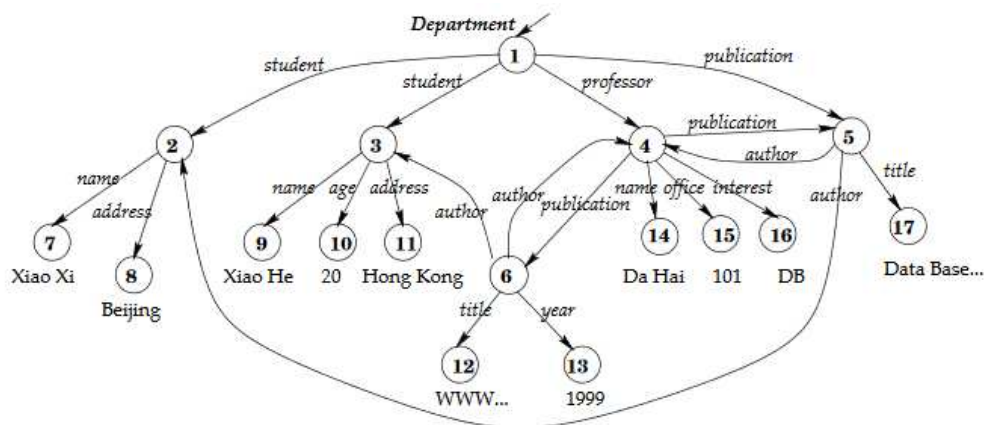 Department
1
student
student
professor
publication
2
3
4
publication
5
author
name
address
name
age
address
author
author
publication
name
office
interest
author
title
7
8
9
10
11
6
14
15
16
17
Xiao Xi
Beijing
Xiao He
20
Hong Kong
Da Hai
101
DB
Data Base...
title
year
12
13
WWW...
1999